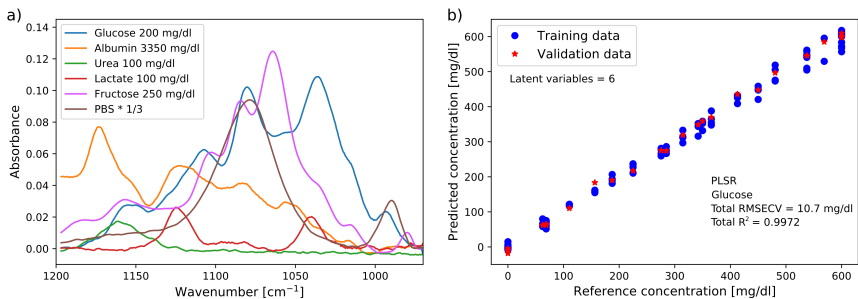 a)
0.14
0.12
0.10
0.08
0.06
0.04
0.02
0.00
Absorbance
Glucose 200 mg/dl
Albumin 3350 mg/dl
Urea 100 mg/dl
Lactate 100 mg/dl
Fructose 250 mg/dl
PBS * 1/3
1200
1150
1100
1050
1000
Wavenumber [cm⁻¹]
b)
600
500
400
300
200
100
0
Predicted concentration [mg/dl]
Training data
Validation data
Latent variables = 6
PLSR
Glucose
Total RMSECV = 10.7 mg/dl
Total R² = 0.9972
0
100
200
300
400
500
600
Reference concentration [mg/dl]